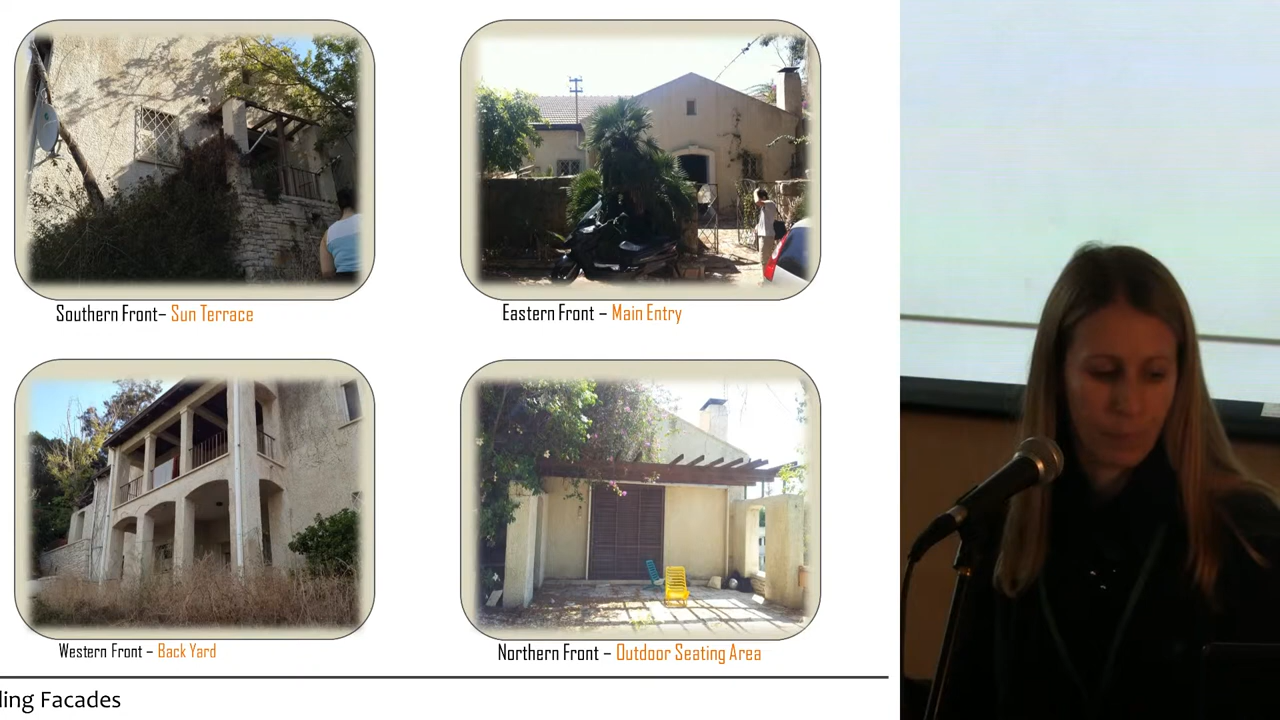 Southern Front– Sun Terrace
Eastern Front – Main Entry
Western Front – Back Yard
Northern Front – Outdoor Seating Area
ling Facades